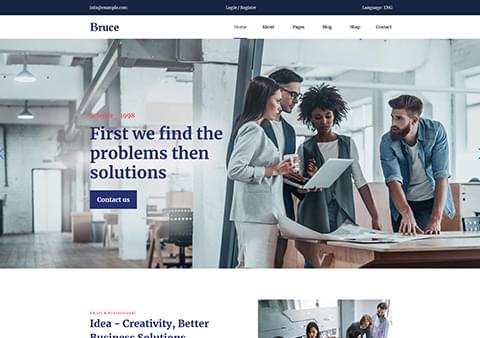 info@example.com Login / Register Language: ENG
Bruce Home About Pages Blog Shop Contact
1998
First we find the
problems then
solutions
Contact us
Smart & Professional
Idea - Creativity, Better
Business Solutions